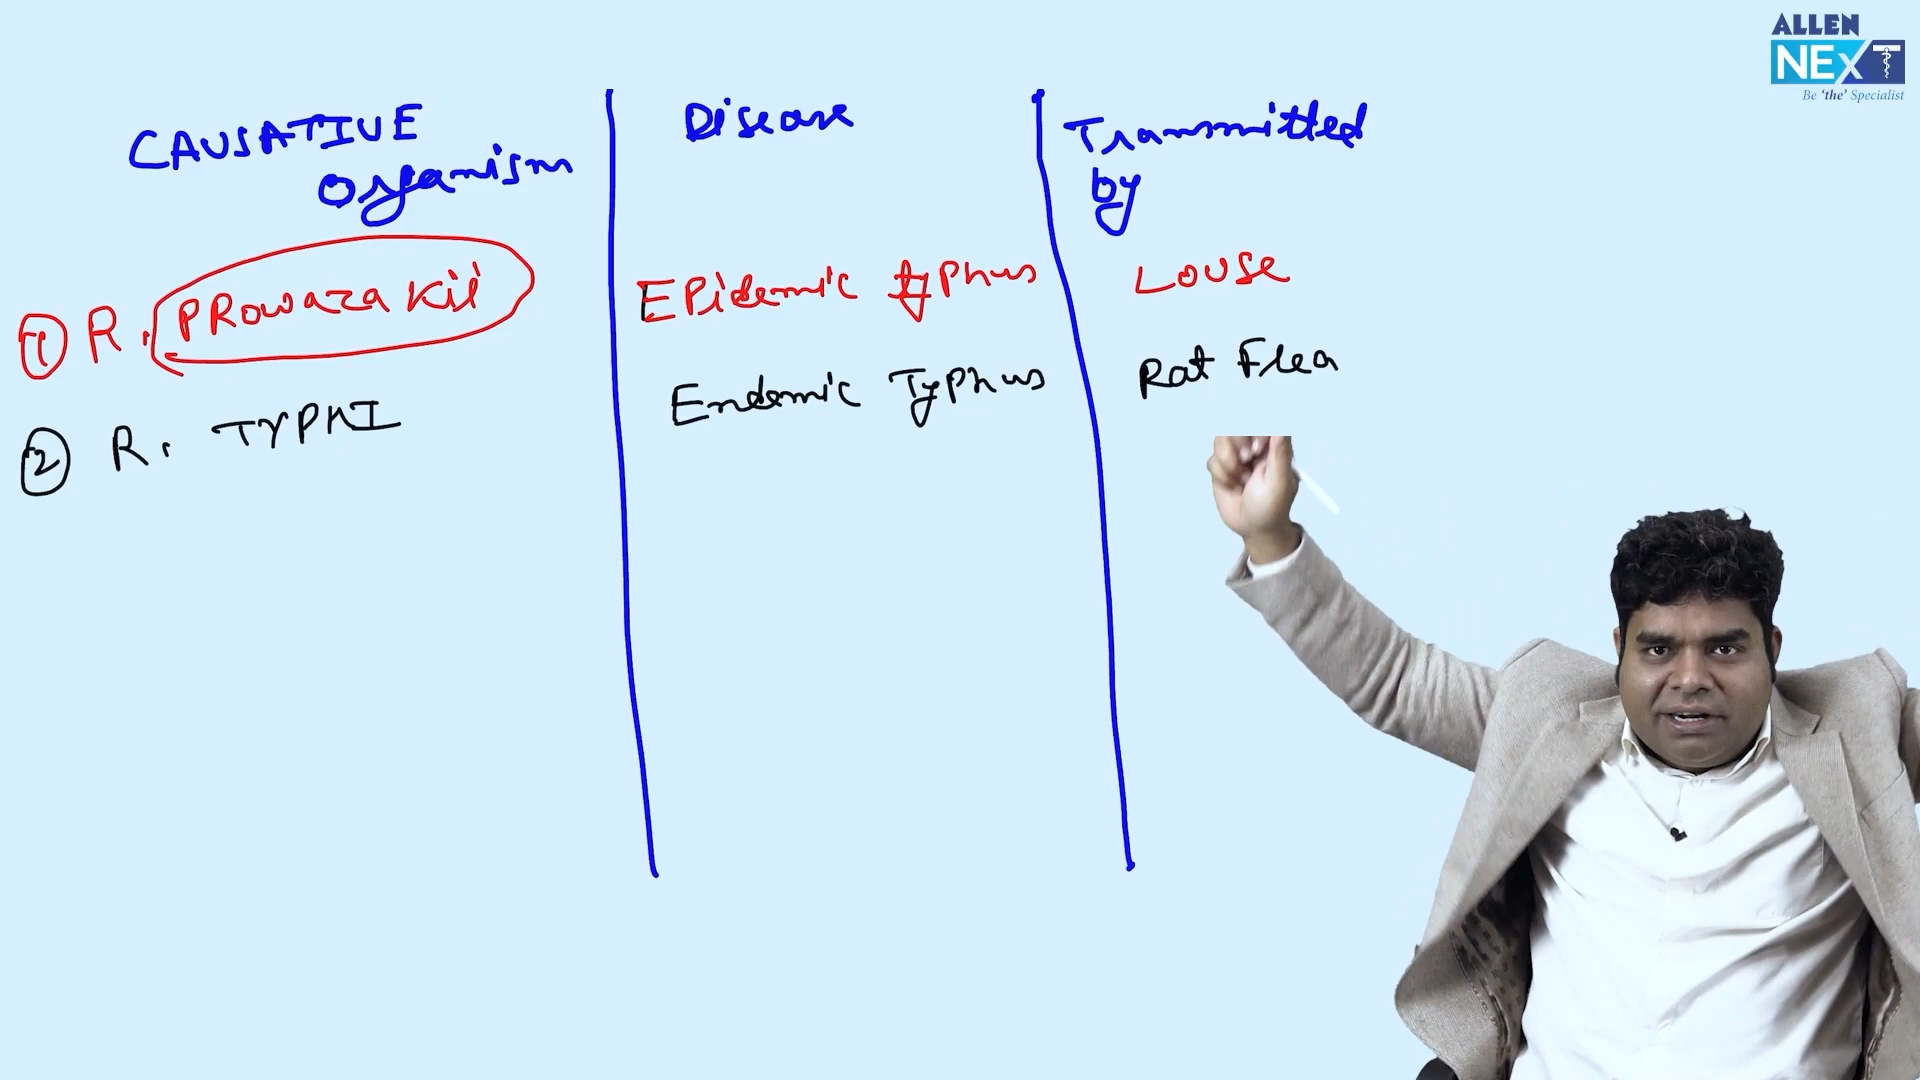 ALLEN
NExT
Be 'the' Specialist
CAUSATIVE Disease Transmitted
organism by
① R. PROwazakii EPidemic typhus Louse
② R. TYPHI Endemic Typhus Rat Flea